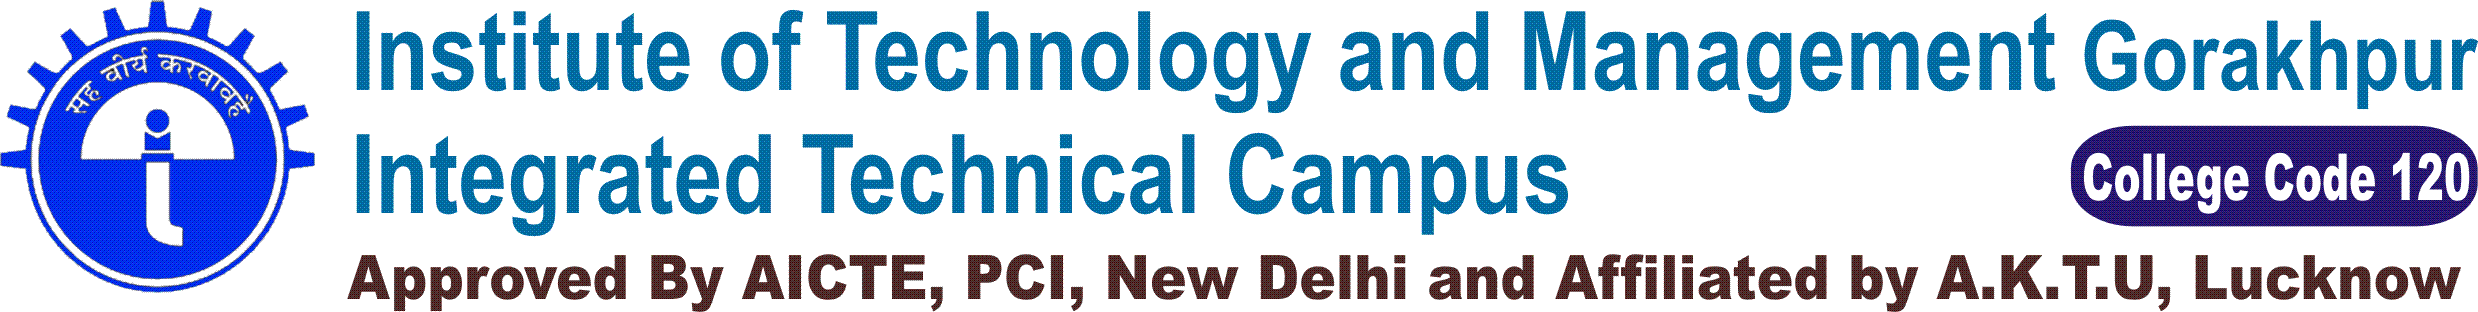 सह वीर्य करवावहै
Institute of Technology and Management Gorakhpur
Integrated Technical Campus
College Code 120
Approved By AICTE, PCI, New Delhi and Affiliated by A.K.T.U, Lucknow